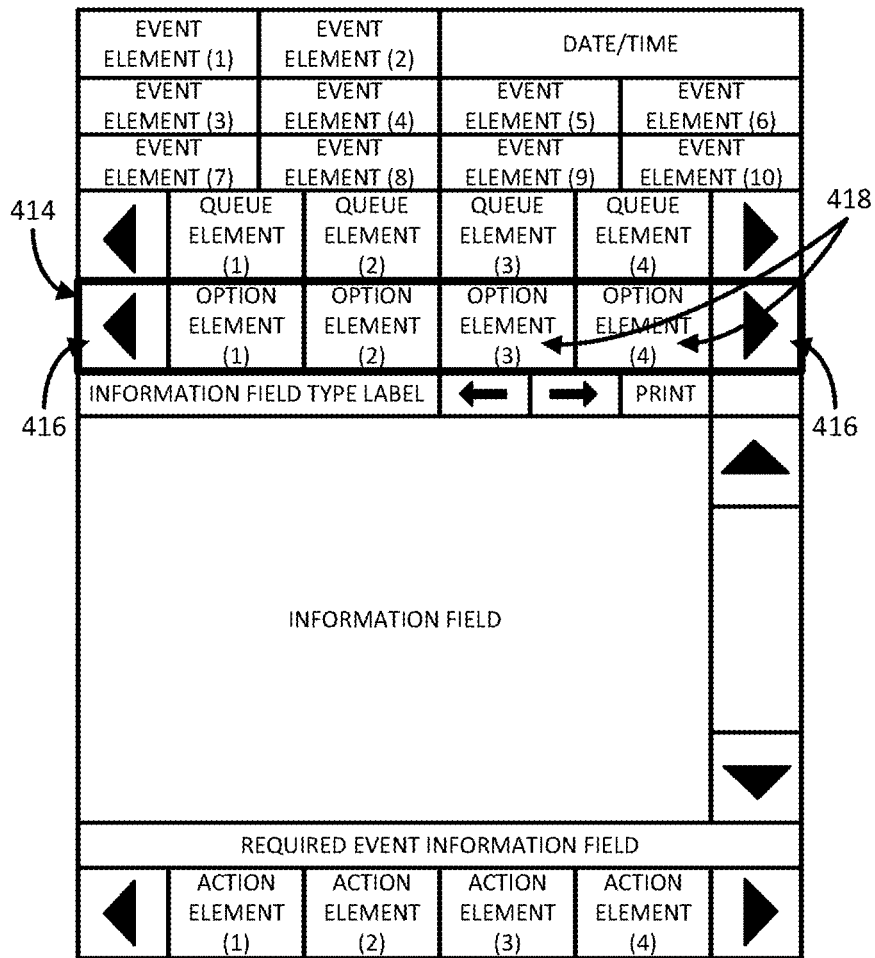 EVENT EVENT DATE/TIME
ELEMENT (1) ELEMENT (2)
EVENT EVENT EVENT EVENT
ELEMENT (3) ELEMENT (4) ELEMENT (5) ELEMENT (6)
EVENT EVENT EVENT EVENT
ELEMENT (7) ELEMENT (8) ELEMENT (9) ELEMENT (10)
414 QUEUE QUEUE QUEUE QUEUE 418
ELEMENT ELEMENT ELEMENT ELEMENT
(1) (2) (3) (4)
OPTION OPTION OPTION OPTION
ELEMENT ELEMENT ELEMENT ELEMENT
(1) (2) (3) (4)
INFORMATION FIELD TYPE LABEL PRINT
416 416
INFORMATION FIELD
REQUIRED EVENT INFORMATION FIELD
ACTION ACTION ACTION ACTION
ELEMENT ELEMENT ELEMENT ELEMENT
(1) (2) (3) (4)